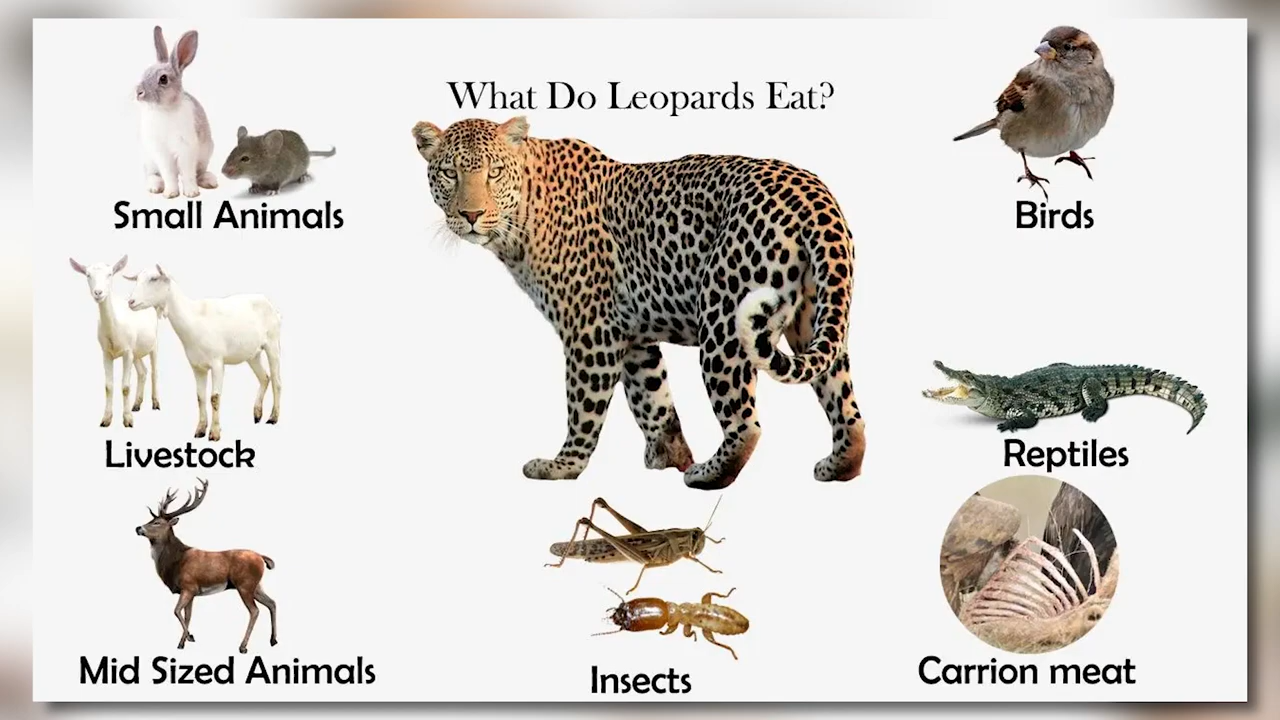 What Do Leopards Eat?
Small Animals
Birds
Livestock
Reptiles
Mid Sized Animals
Insects
Carrion meat